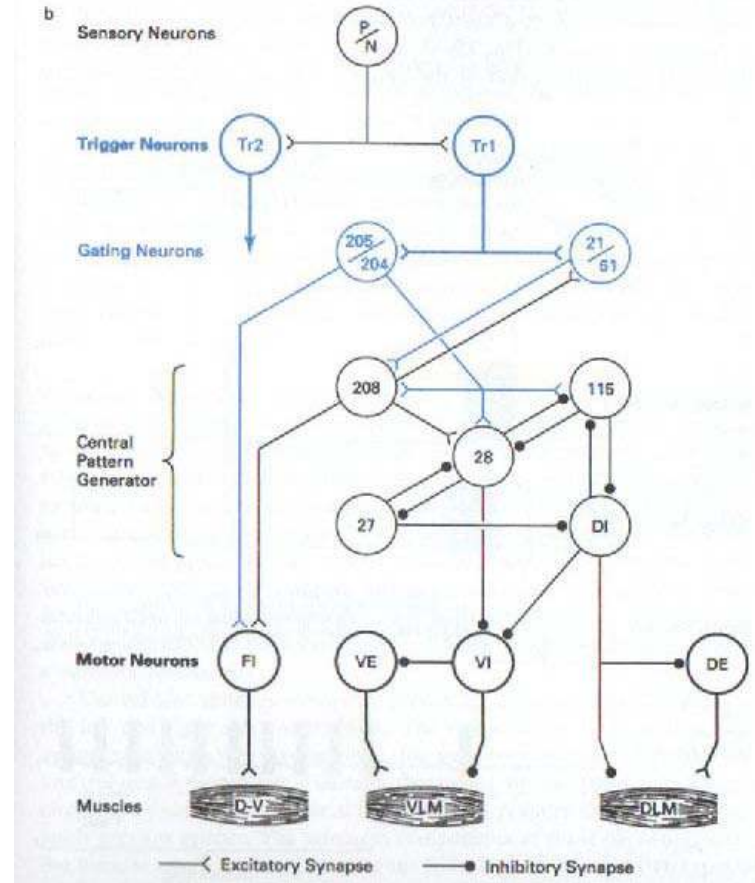 b
Sensory Neurons
P/N
Trigger Neurons
Tr2
Tr1
Gating Neurons
205/204
21/61
208
115
Central
Pattern
Generator
28
27
DI
Motor Neurons
FI
VE
VI
DE
Muscles
D-V
VLM
DLM
Excitatory Synapse
Inhibitory Synapse